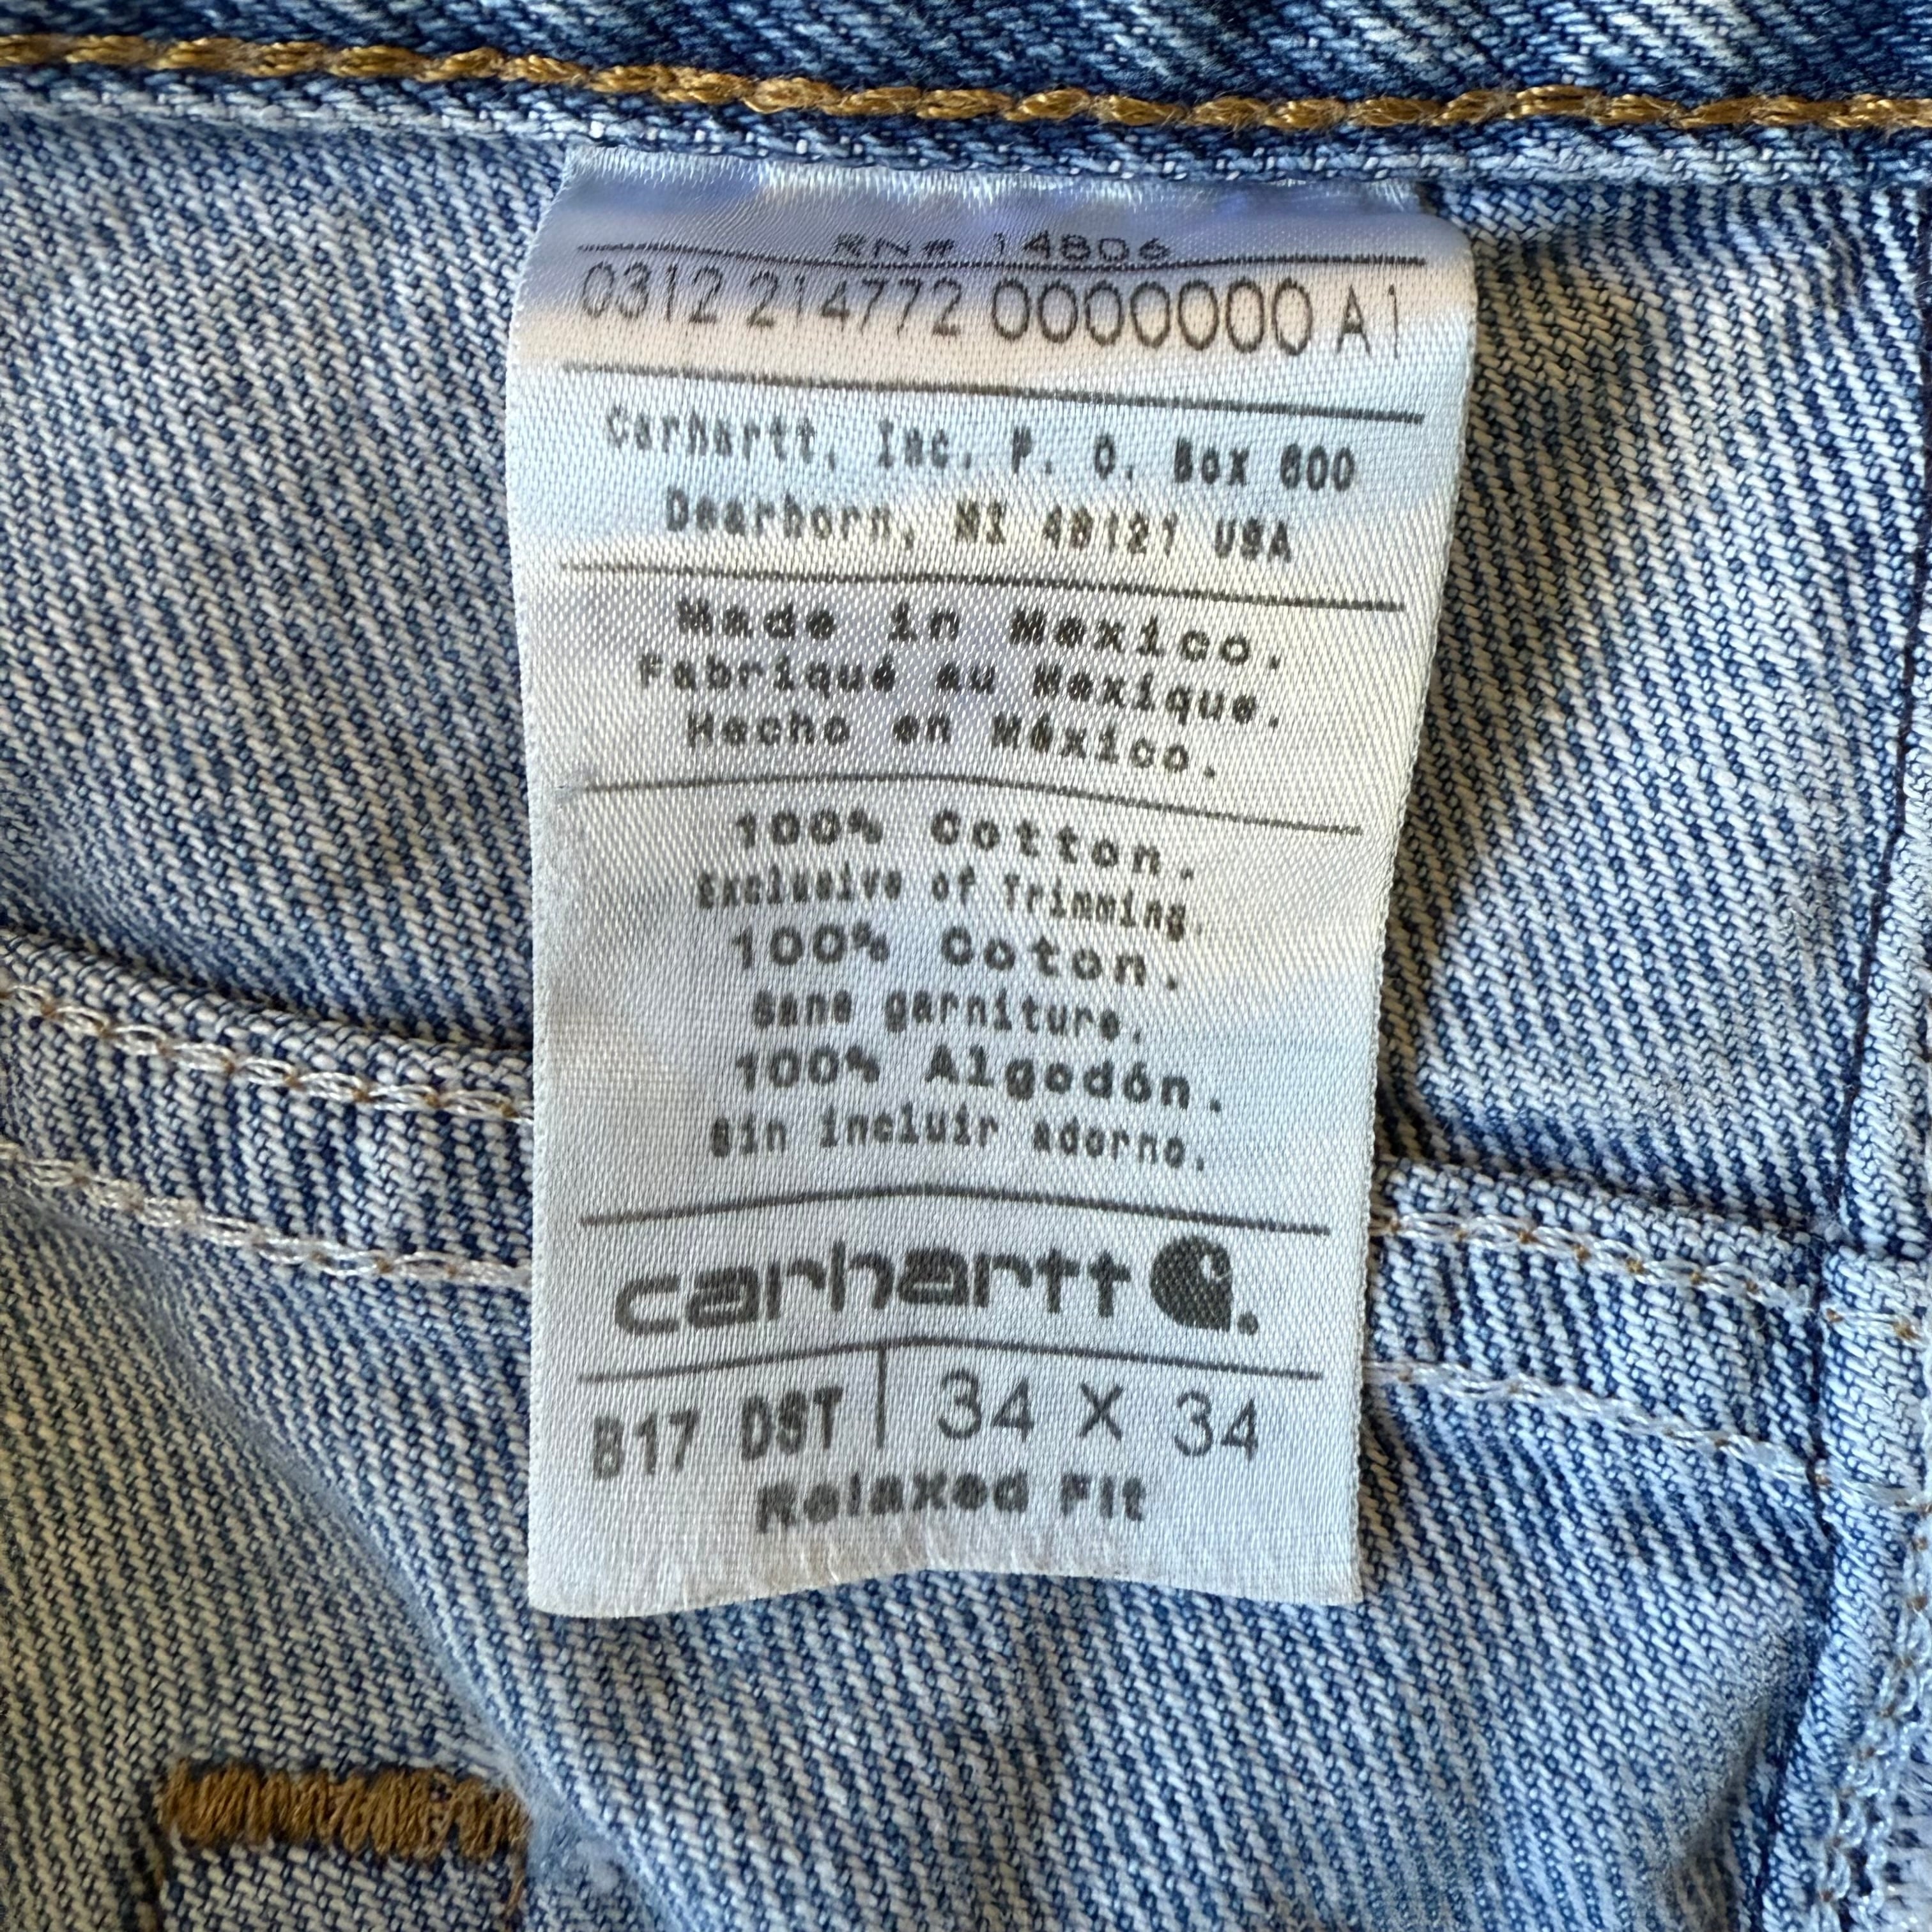 RN# 14806
0312 214772 0000000 A1
Carhartt, Inc. P. O. Box 600
Dearborn, MI 48121 USA
Made in Mexico.
Fabriqué au Mexique.
Hecho en México.
100% Cotton.
Exclusive of Trimming.
100% Coton.
Sans garniture.
100% Algodón.
Sin incluir adorno.
carhartt
B17 DST | 34 X 34
Relaxed Fit